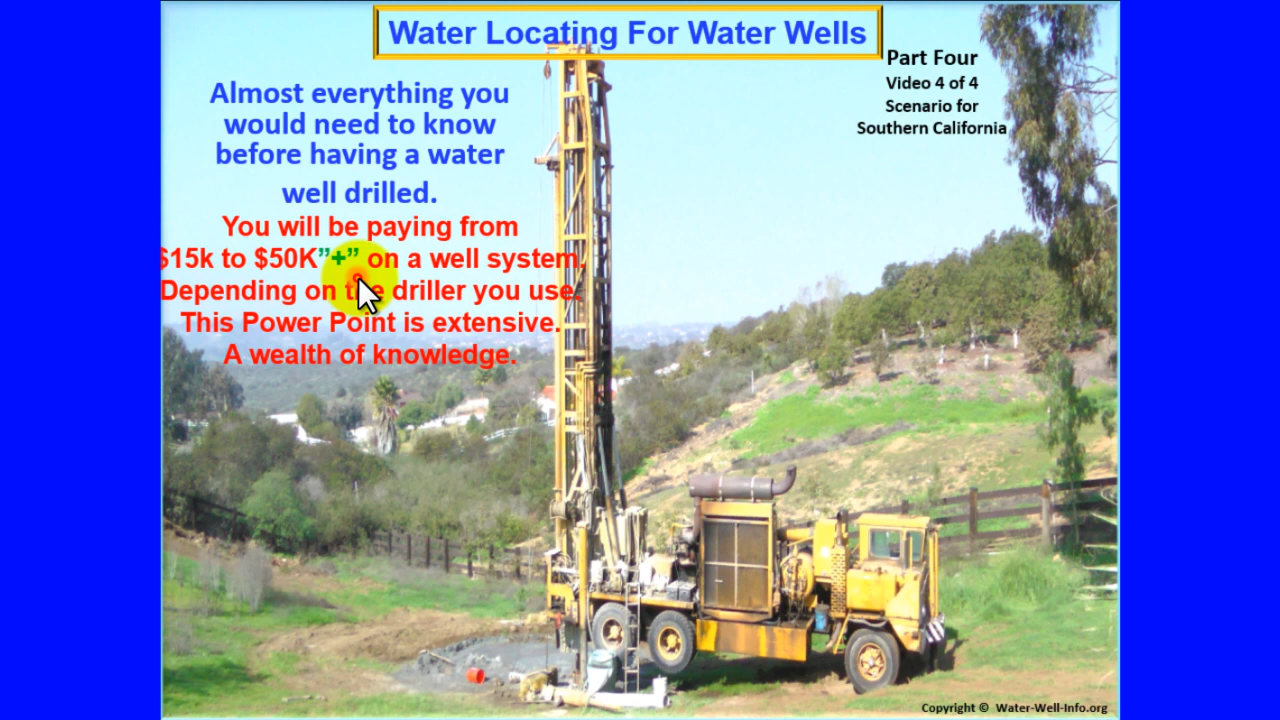 Water Locating For Water Wells
Part Four
Video 4 of 4
Scenario for
Southern California
Almost everything you
would need to know
before having a water
well drilled.
You will be paying from
$15k to $50K”+” on a well system.
Depending on the driller you use.
This Power Point is extensive.
A wealth of knowledge.
Copyright © Water-Well-Info.org